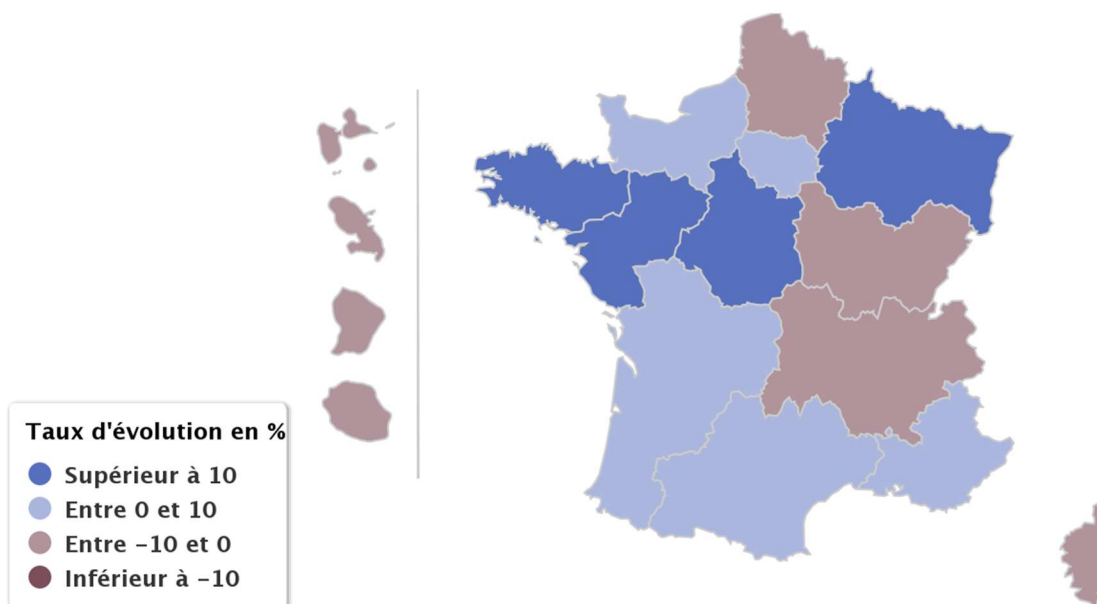 Taux d'évolution en %
Supérieur à 10
Entre 0 et 10
Entre −10 et 0
Inférieur à −10